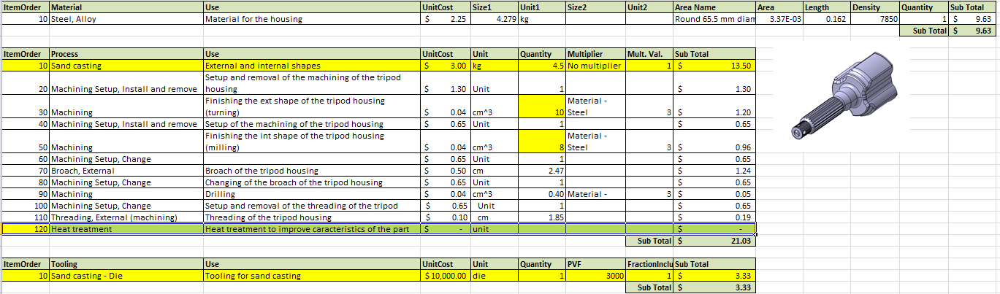 ItemOrder Material Use UnitCost Size1 Unit1 Size2 Unit2 Area Name Area Length Density Quantity Sub Total
10 Steel, Alloy Material for the housing $ 2.25 4.279 kg Round 65.5 mm diam 3.37E-03 0.162 7850 1 $ 9.63
Sub Total $ 9.63
ItemOrder Process Use UnitCost Unit Quantity Multiplier Mult. Val. Sub Total
10 Sand casting External and internal shapes $ 3.00 kg 4.5 No multiplier 1 $ 13.50
Setup and removal of the machining of the tripod
20 Machining Setup, Install and remove housing $ 1.30 Unit 1 $ 1.30
Finishing the ext shape of the tripod housing Material -
30 Machining (turning) $ 0.04 cm^3 10 Steel 3 $ 1.20
40 Machining Setup, Install and remove Setup of the machining of the tripod housing $ 0.65 Unit 1 $ 0.65
Finishing the int shape of the tripod housing Material -
50 Machining (milling) $ 0.04 cm^3 8 Steel 3 $ 0.96
60 Machining Setup, Change $ 0.65 Unit 1 $ 0.65
70 Broach, External Broach of the tripod housing $ 0.50 cm 2.47 $ 1.24
80 Machining Setup, Change Changing of the broach of the tripod housing $ 0.65 Unit 1 $ 0.65
90 Machining Drilling $ 0.04 cm^3 0.40 Material - 3 $ 0.05
100 Machining Setup, Change Setup and removal of the threading of the tripod $ 0.65 Unit 1 $ 0.65
110 Threading, External (machining) Threading of the tripod housing $ 0.10 cm 1.85 $ 0.19
120 Heat treatment Heat treatment to improve caracteristics of the part $ - unit $ -
Sub Total $ 21.03
ItemOrder Tooling Use UnitCost Unit Quantity PVF FractionInclu Sub Total
10 Sand casting - Die Tooling for sand casting $ 10,000.00 die 1 3000 1 $ 3.33
Sub Total $ 3.33